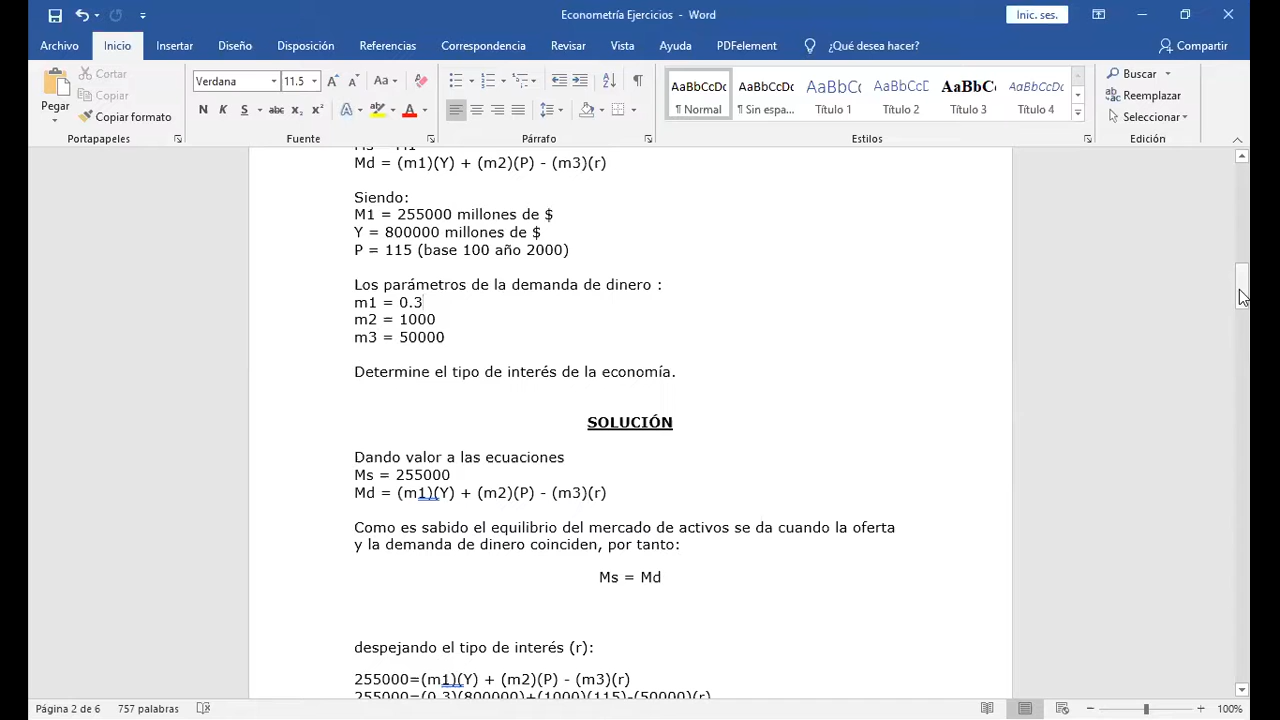 Econometría Ejercicios - Word
Inic. ses.
Archivo Inicio Insertar Diseño Disposición Referencias Correspondencia Revisar Vista Ayuda PDFelement ¿Qué desea hacer? Compartir
Pegar
Cortar
Copiar
Copiar formato
Portapapeles
Verdana 11.5
Fuente
Párrafo
AaBbCcDc AaBbCcDc AaBbC AaBbCcD AaBbC AaBbCcDc
¶ Normal ¶ Sin espa... Título 1 Título 2 Título 3 Título 4
Estilos
Buscar
Reemplazar
Seleccionar
Edición
Md = (m1)(Y) + (m2)(P) - (m3)(r)
Siendo:
M1 = 255000 millones de $
Y = 800000 millones de $
P = 115 (base 100 año 2000)
Los parámetros de la demanda de dinero :
m1 = 0.3
m2 = 1000
m3 = 50000
Determine el tipo de interés de la economía.
SOLUCIÓN
Dando valor a las ecuaciones
Ms = 255000
Md = (m1)(Y) + (m2)(P) - (m3)(r)
Como es sabido el equilibrio del mercado de activos se da cuando la oferta
y la demanda de dinero coinciden, por tanto:
Ms = Md
despejando el tipo de interés (r):
255000=(m1)(Y) + (m2)(P) - (m3)(r)
255000=(0.3)(800000)+(1000)(115)-(50000)(r)
Página 2 de 6 757 palabras 100%